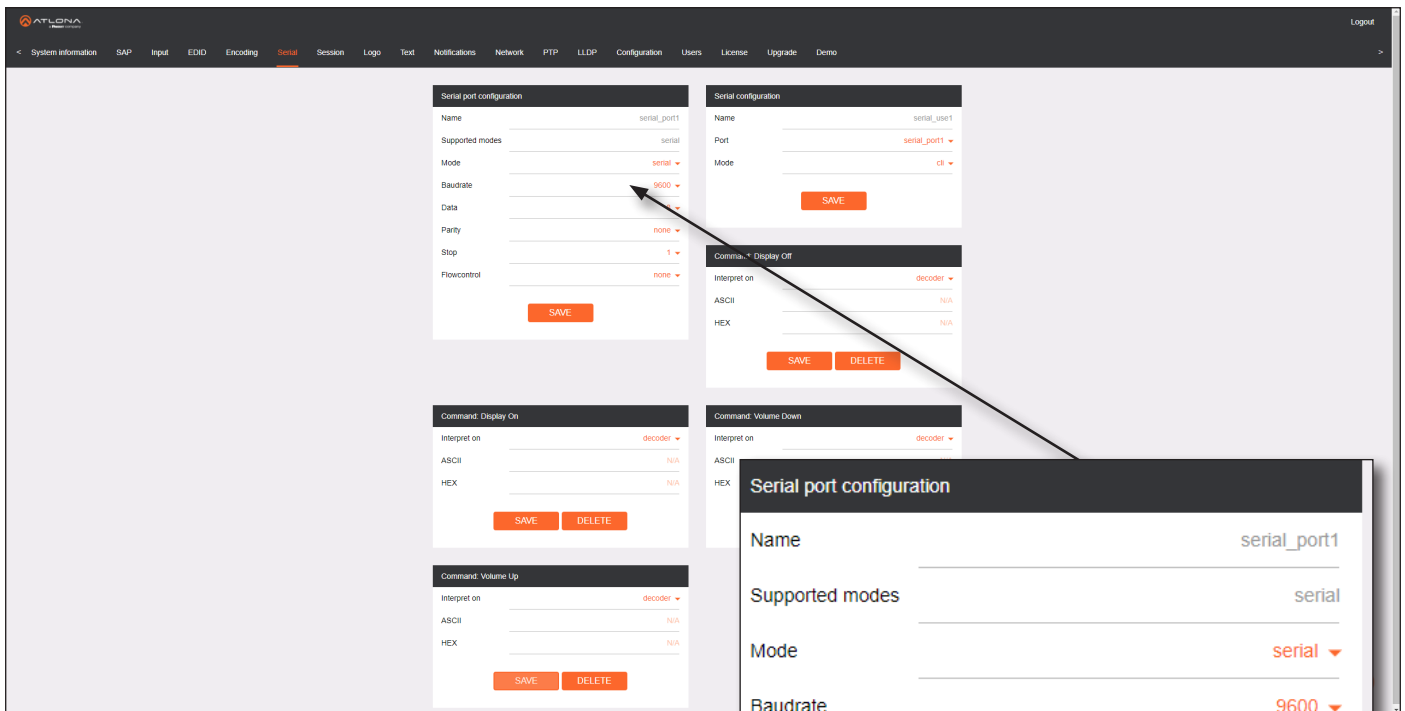 ATLONA
Logout
< System information SAP Input EDID Encoding Serial Session Logo Text Notifications Network PTP LLDP Configuration Users License Upgrade Demo >
Serial port configuration
Name serial_port1
Supported modes serial
Mode serial
Baudrate 9600
Data
Parity none
Stop 1
Flowcontrol none
SAVE
Serial configuration
Name serial_use1
Port serial_port1
Mode cli
SAVE
Command: Display Off
Interpret on decoder
ASCII N/A
HEX N/A
SAVE DELETE
Command: Display On
Interpret on decoder
ASCII N/A
HEX N/A
SAVE DELETE
Command: Volume Down
Interpret on decoder
ASCII
HEX
Command: Volume Up
Interpret on decoder
ASCII N/A
HEX N/A
SAVE DELETE
Serial port configuration
Name serial_port1
Supported modes serial
Mode serial
Baudrate 9600